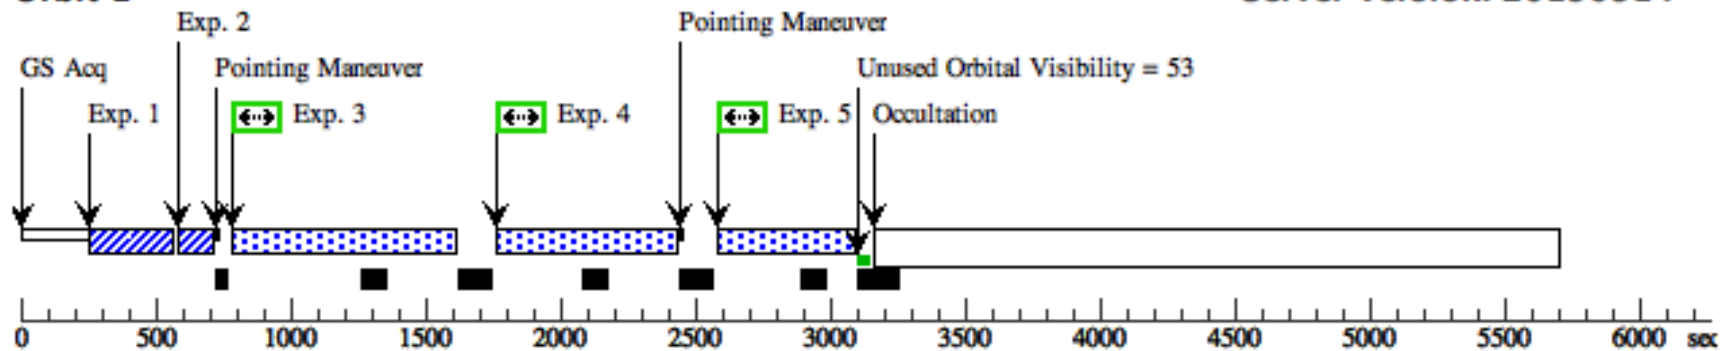 Exp. 2
Pointing Maneuver
GS Acq
Pointing Maneuver
Unused Orbital Visibility = 53
Exp. 1
Exp. 3
Exp. 4
Exp. 5
Occultation
0 500 1000 1500 2000 2500 3000 3500 4000 4500 5000 5500 6000 sec